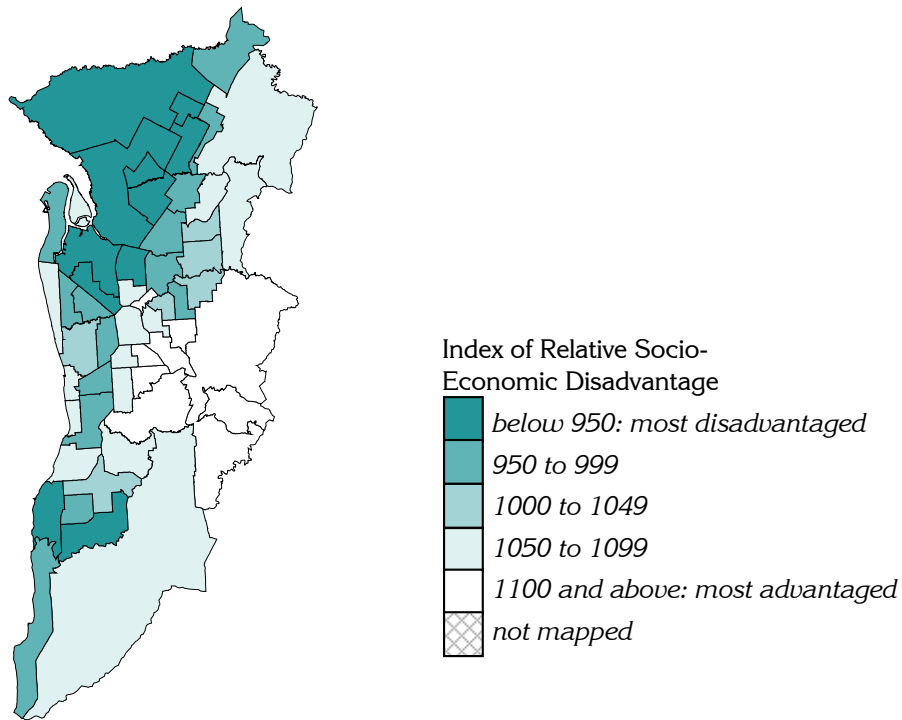 Index of Relative Socio-
Economic Disadvantage
below 950: most disadvantaged
950 to 999
1000 to 1049
1050 to 1099
1100 and above: most advantaged
not mapped